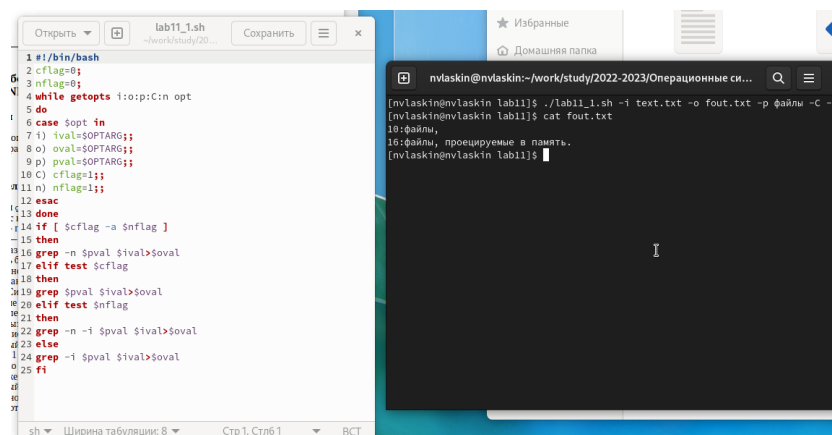 Избранные
Домашняя папка
Открыть
lab11_1.sh
~/work/study/20...
Сохранить
1 #!/bin/bash
2 cflag=0;
3 nflag=0;
4 while getopts i:o:p:C:n opt
5 do
6 case $opt in
7 i) ival=$OPTARG;;
8 o) oval=$OPTARG;;
9 p) pval=$OPTARG;;
10 C) cflag=1;;
11 n) nflag=1;;
12 esac
13 done
14 if [ $cflag -a $nflag ]
15 then
16 grep -n $pval $ival>$oval
17 elif test $cflag
18 then
19 grep $pval $ival>$oval
20 elif test $nflag
21 then
22 grep -n -i $pval $ival>$oval
23 else
24 grep -i $pval $ival>$oval
25 fi
sh Ширина табуляции: 8 Стр 1, Стлб 1 ВСТ
nvlaskin@nvlaskin:~/work/study/2022-2023/Операционные си...
[nvlaskin@nvlaskin lab11]$ ./lab11_1.sh -i text.txt -o fout.txt -p файлы -C -
[nvlaskin@nvlaskin lab11]$ cat fout.txt
10:файлы,
16:файлы, проецируемые в память.
[nvlaskin@nvlaskin lab11]$